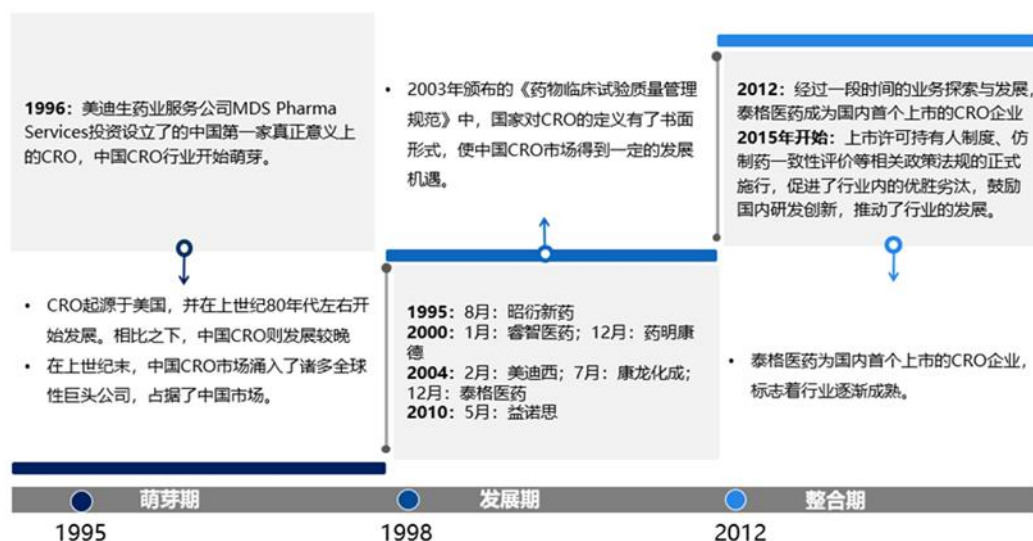 1996：美迪生药业服务公司MDS Pharma
Services投资设立了的中国第一家真正意义上
的CRO，中国CRO行业开始萌芽。
• CRO起源于美国，并在上世纪80年代左右开
始发展。相比之下，中国CRO则发展较晚
• 在上世纪末，中国CRO市场涌入了诸多全球
性巨头公司，占据了中国市场。
• 2003年颁布的《药物临床试验质量管理
规范》中，国家对CRO的定义有了书面
形式，使中国CRO市场得到一定的发展
机遇。
1995：8月：昭衍新药
2000：1月：睿智医药；12月：药明康
德
2004：2月：美迪西；7月：康龙化成；
12月：泰格医药
2010：5月：益诺思
2012：经过一段时间的业务探索与发展，
泰格医药成为国内首个上市的CRO企业
2015年开始：上市许可持有人制度、仿
制药一致性评价等相关政策法规的正式
施行，促进了行业内的优胜劣汰，鼓励
国内研发创新，推动了行业的发展。
• 泰格医药为国内首个上市的CRO企业，
标志着行业逐渐成熟。
萌芽期
发展期
整合期
1995
1998
2012